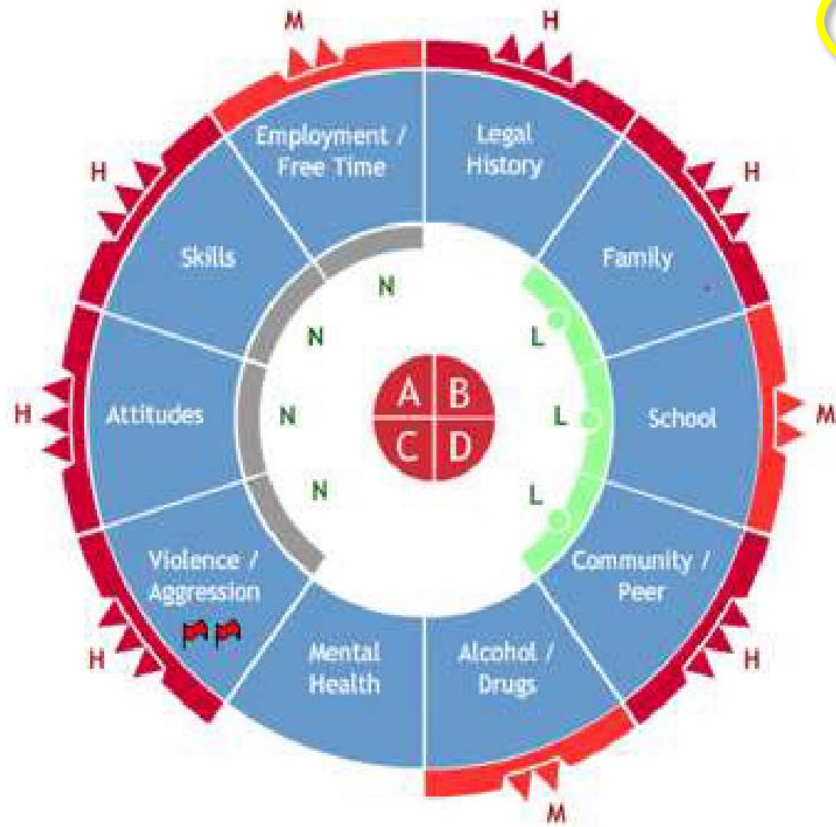 M
H
Employment /
Free Time
Legal
History
H
H
Skills
Family
N
N
L
H
Attitudes
N
A
B
C
D
L
School
M
N
L
Violence /
Aggression
Community /
Peer
H
H
Mental
Health
Alcohol /
Drugs
M